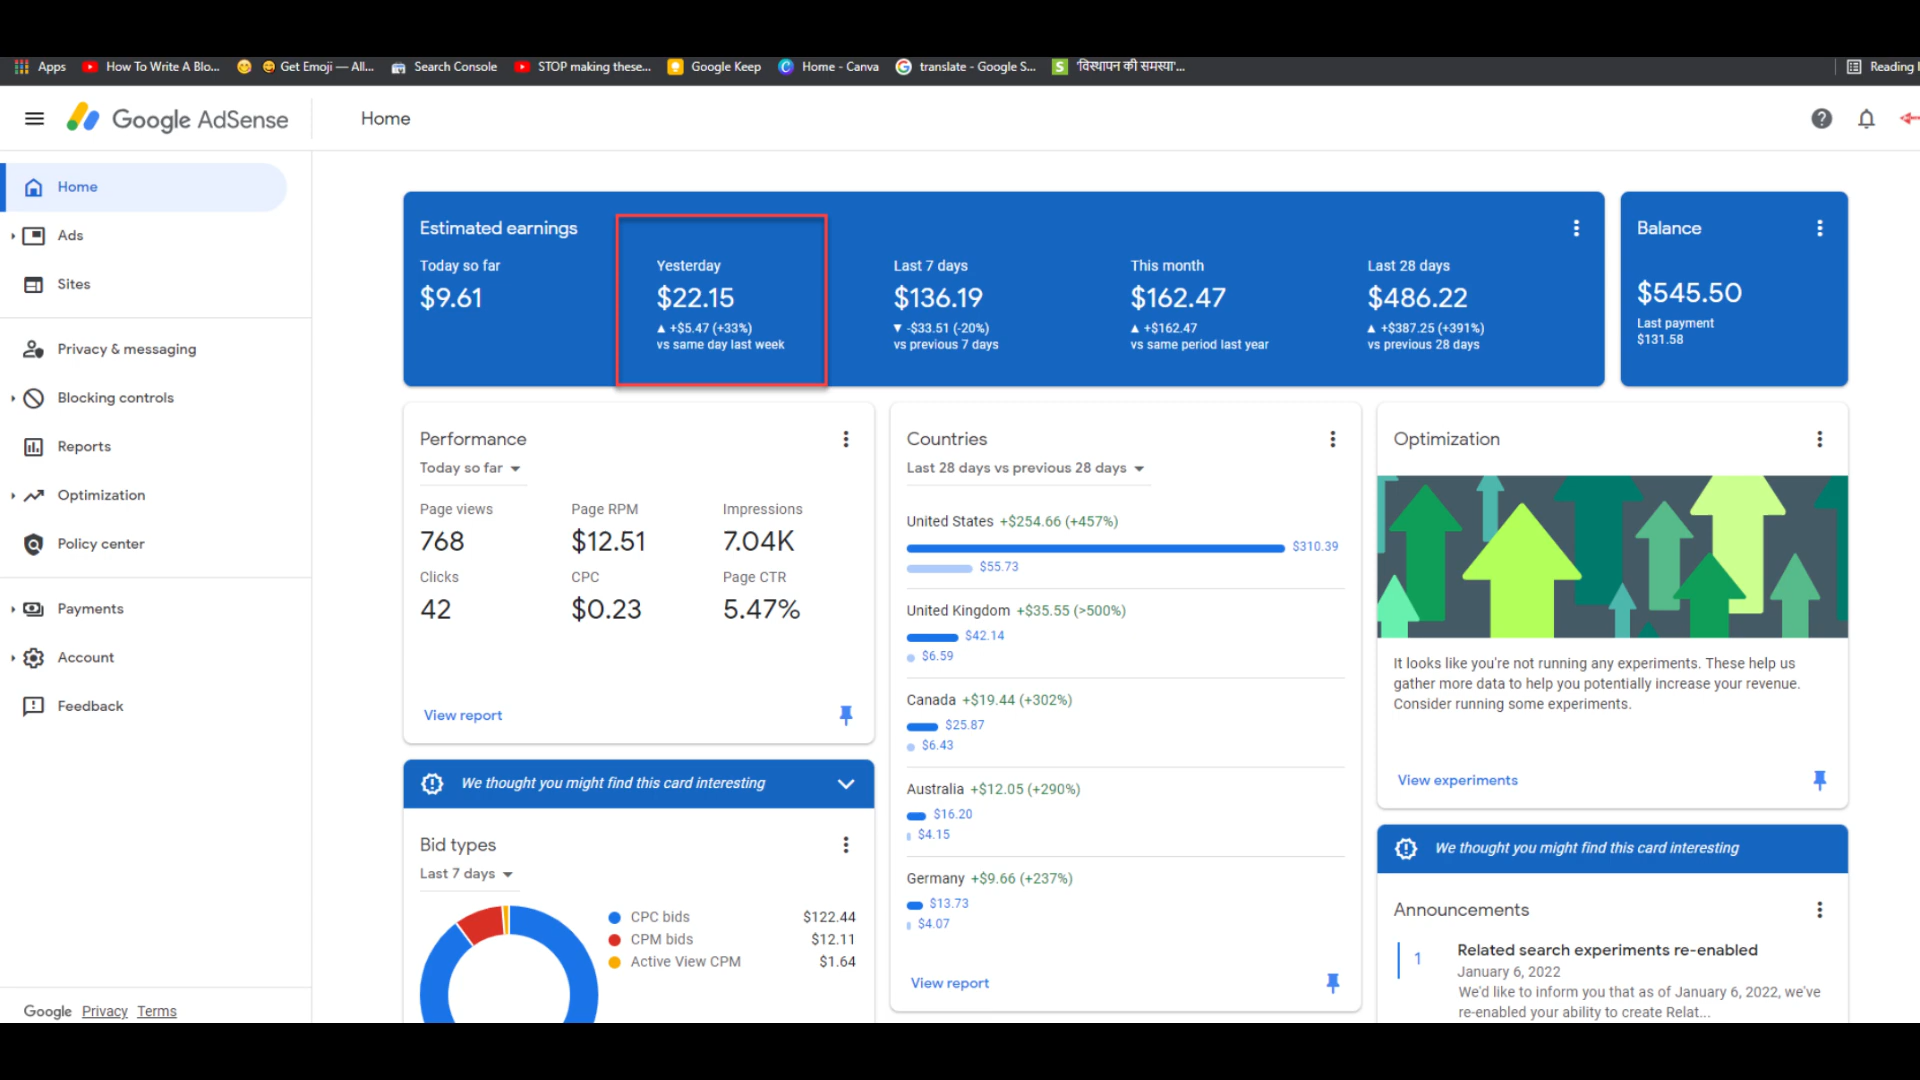 Apps
How To Write A Blo...
Get Emoji — All...
Search Console
STOP making these...
Google Keep
Home - Canva
translate - Google S...
'विस्थापन की समस्या'...
Reading l
Google AdSense
Home
Home
Ads
Sites
Privacy & messaging
Blocking controls
Reports
Optimization
Policy center
Payments
Account
Feedback
Google Privacy Terms
Estimated earnings
Today so far
$9.61
Yesterday
$22.15
+$5.47 (+33%)
vs same day last week
Last 7 days
$136.19
-$33.51 (-20%)
vs previous 7 days
This month
$162.47
+$162.47
vs same period last year
Last 28 days
$486.22
+$387.25 (+391%)
vs previous 28 days
Balance
$545.50
Last payment
$131.58
Performance
Today so far
Page views
768
Page RPM
$12.51
Impressions
7.04K
Clicks
42
CPC
$0.23
Page CTR
5.47%
View report
We thought you might find this card interesting
Bid types
Last 7 days
CPC bids $122.44
CPM bids $12.11
Active View CPM $1.64
Countries
Last 28 days vs previous 28 days
United States +$254.66 (+457%)
$310.39
$55.73
United Kingdom +$35.55 (>500%)
$42.14
$6.59
Canada +$19.44 (+302%)
$25.87
$6.43
Australia +$12.05 (+290%)
$16.20
$4.15
Germany +$9.66 (+237%)
$13.73
$4.07
View report
Optimization
It looks like you're not running any experiments. These help us
gather more data to help you potentially increase your revenue.
Consider running some experiments.
View experiments
We thought you might find this card interesting
Announcements
1
Related search experiments re-enabled
January 6, 2022
We'd like to inform you that as of January 6, 2022, we've
re-enabled your ability to create Relat...